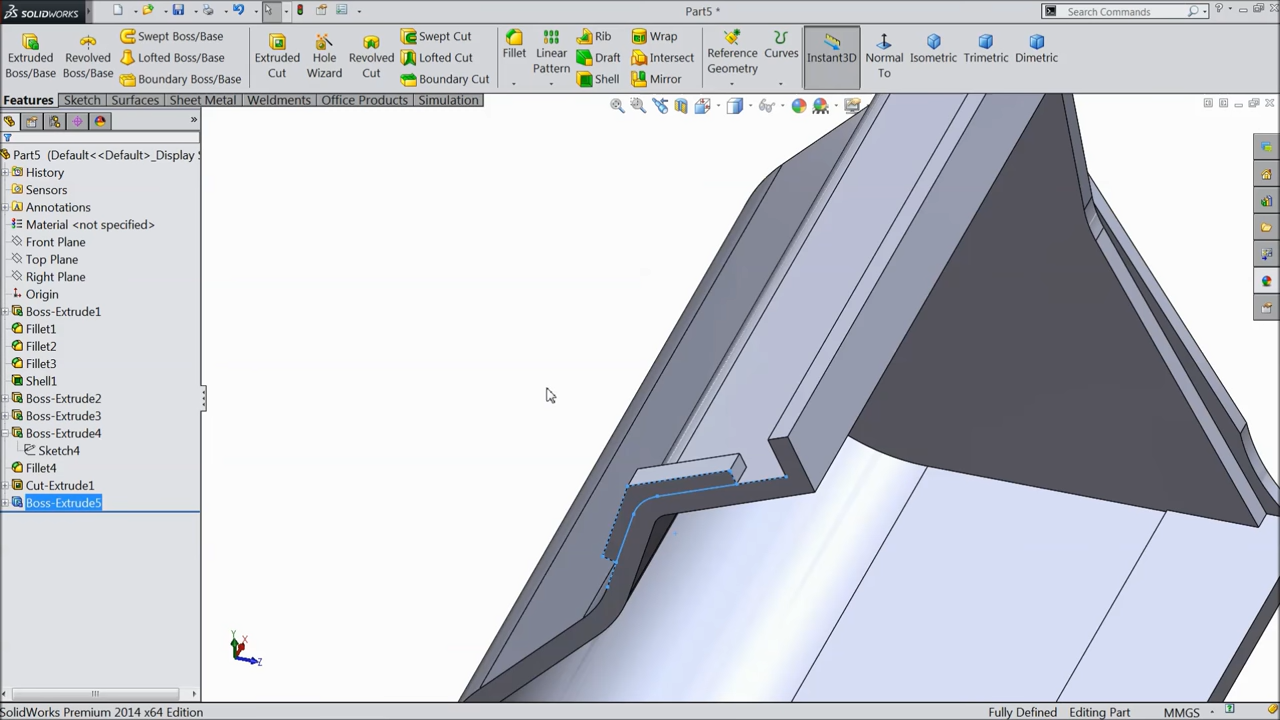 SOLIDWORKS
Part5 *
Search Commands
Extruded Boss/Base
Revolved Boss/Base
Swept Boss/Base
Lofted Boss/Base
Boundary Boss/Base
Extruded Cut
Hole Wizard
Revolved Cut
Swept Cut
Lofted Cut
Boundary Cut
Fillet
Linear Pattern
Rib
Draft
Shell
Wrap
Intersect
Mirror
Reference Geometry
Curves
Instant3D
Normal To
Isometric
Trimetric
Dimetric
Features
Sketch
Surfaces
Sheet Metal
Weldments
Office Products
Simulation
Part5 (Default<<Default>_Display S
History
Sensors
Annotations
Material <not specified>
Front Plane
Top Plane
Right Plane
Origin
Boss-Extrude1
Fillet1
Fillet2
Fillet3
Shell1
Boss-Extrude2
Boss-Extrude3
Boss-Extrude4
Sketch4
Fillet4
Cut-Extrude1
Boss-Extrude5
Y
X
Z
SolidWorks Premium 2014 x64 Edition
Fully Defined
Editing Part
MMGS